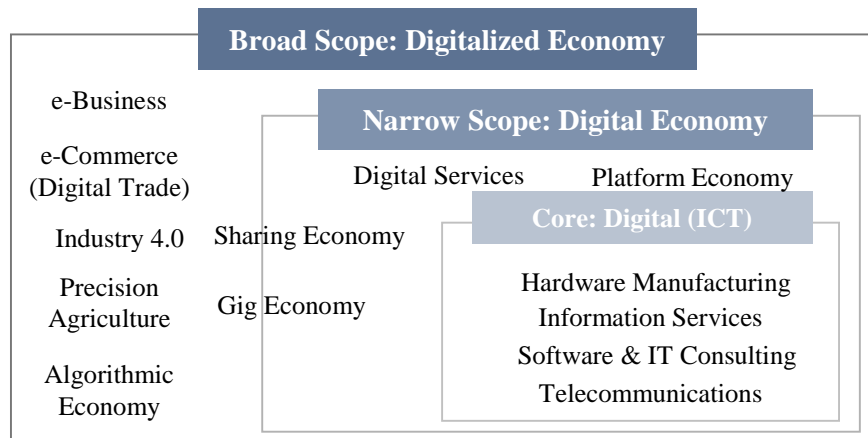 Broad Scope: Digitalized Economy
e-Business
Narrow Scope: Digital Economy
e-Commerce
(Digital Trade)
Digital Services
Platform Economy
Core: Digital (ICT)
Industry 4.0
Sharing Economy
Precision
Agriculture
Gig Economy
Hardware Manufacturing
Information Services
Software & IT Consulting
Telecommunications
Algorithmic
Economy